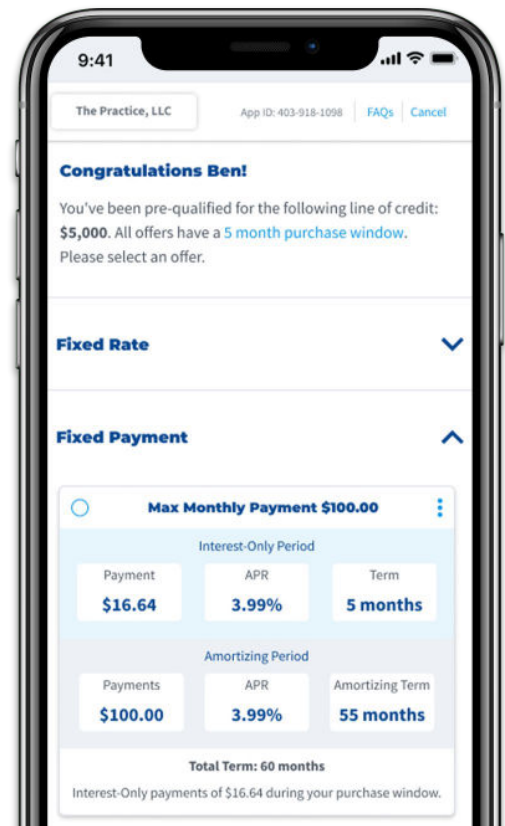 9:41
The Practice, LLC
App ID: 403-918-1098
FAQs
Cancel
Congratulations Ben!
You've been pre-qualified for the following line of credit:
$5,000. All offers have a 5 month purchase window.
Please select an offer.
Fixed Rate
Fixed Payment
Max Monthly Payment $100.00
Interest-Only Period
Payment APR Term
$16.64 3.99% 5 months
Amortizing Period
Payments APR Amortizing Term
$100.00 3.99% 55 months
Total Term: 60 months
Interest-Only payments of $16.64 during your purchase window.